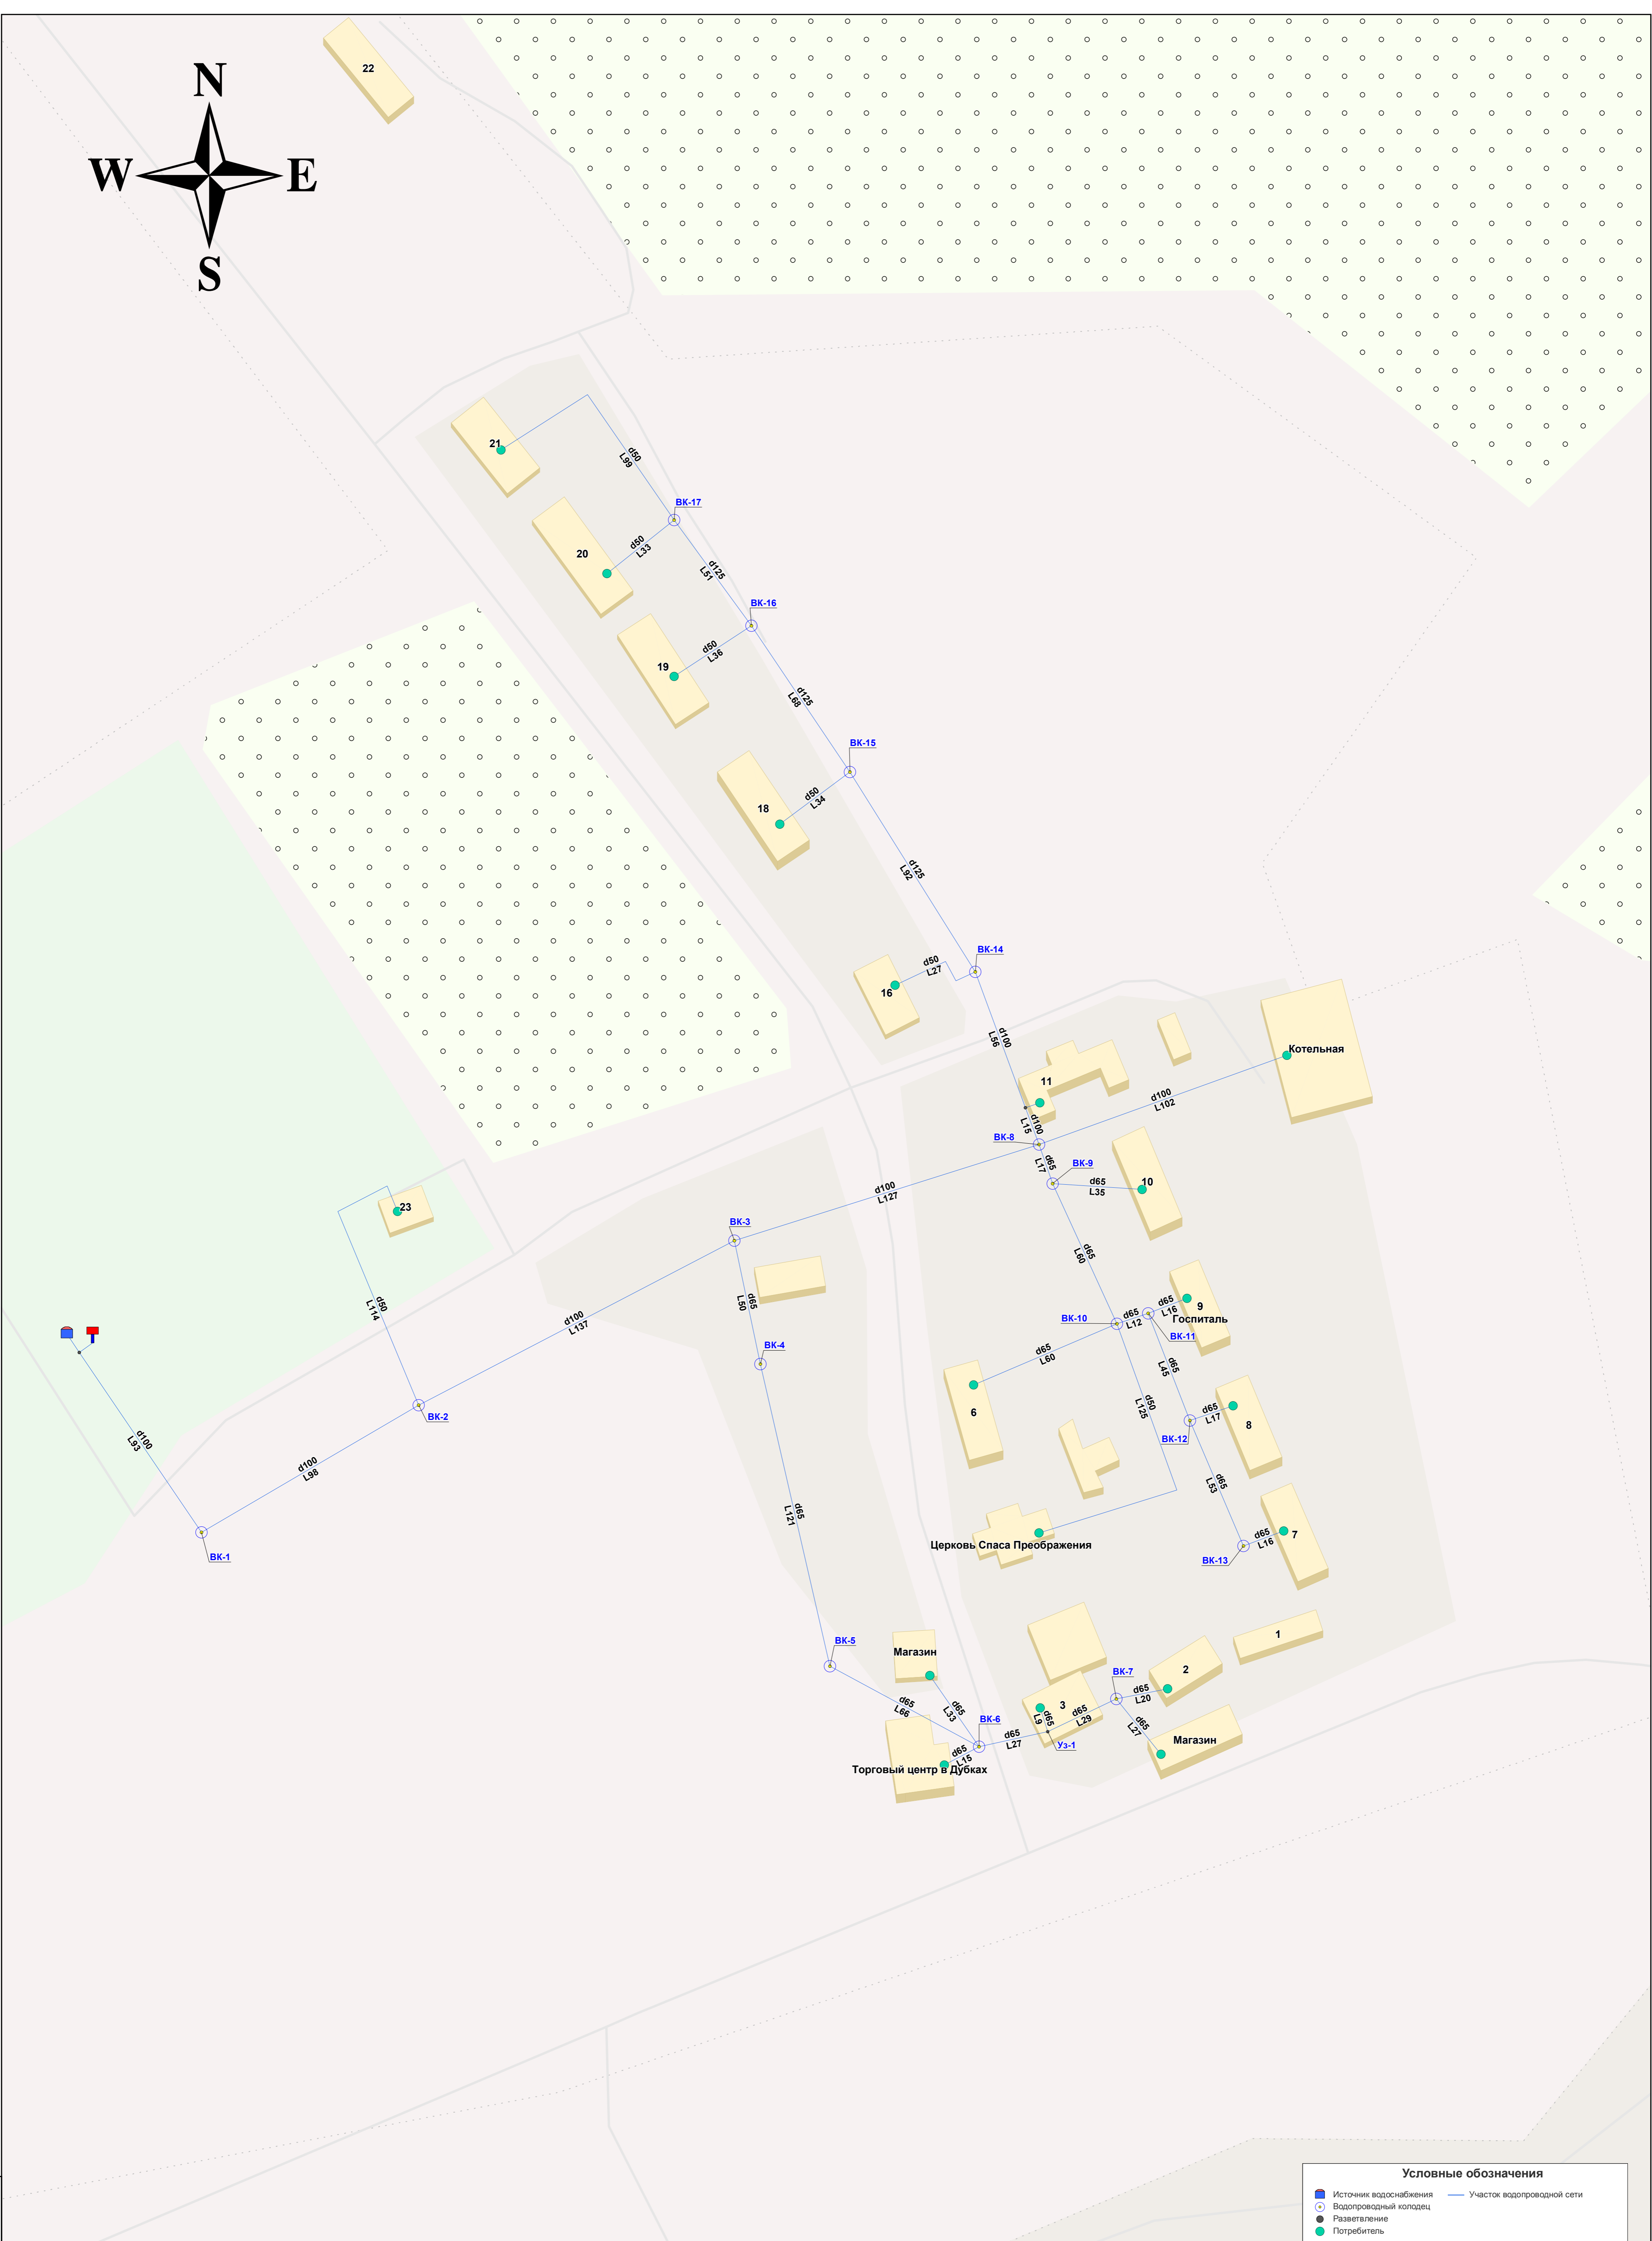 22
N
W
E
S
21
d50
L99
ВК-17
20
d50
L33
d125
L51
ВК-16
19
d50
L36
d125
L68
ВК-15
18
d50
L34
d125
L92
ВК-14
d50
L27
16
d100
L56
Котельная
11
d100
L15
d100
L102
ВК-8
d65
L17
ВК-9
d65
L35
10
d100
L127
23
ВК-3
d65
L60
d50
L114
d65
L50
d100
L137
ВК-10
d65
L12
d65
L16
9
Госпиталь
ВК-11
ВК-4
d65
L60
d65
L45
6
d50
L125
ВК-2
d65
L17
8
ВК-12
d100
L93
d100
L98
d65
L53
d65
L121
7
d65
L16
Церковь Спаса Преображения
ВК-1
ВК-13
1
ВК-5
Магазин
ВК-7
2
d65
L66
d65
L33
3
d65
L20
d65
L9
d65
L29
ВК-6
d65
L27
d65
L27
Уз-1
Магазин
d65
L15
Торговый центр в Дубках
Условные обозначения
Источник водоснабжения
Участок водопроводной сети
Водопроводный колодец
Разветвление
Потребитель